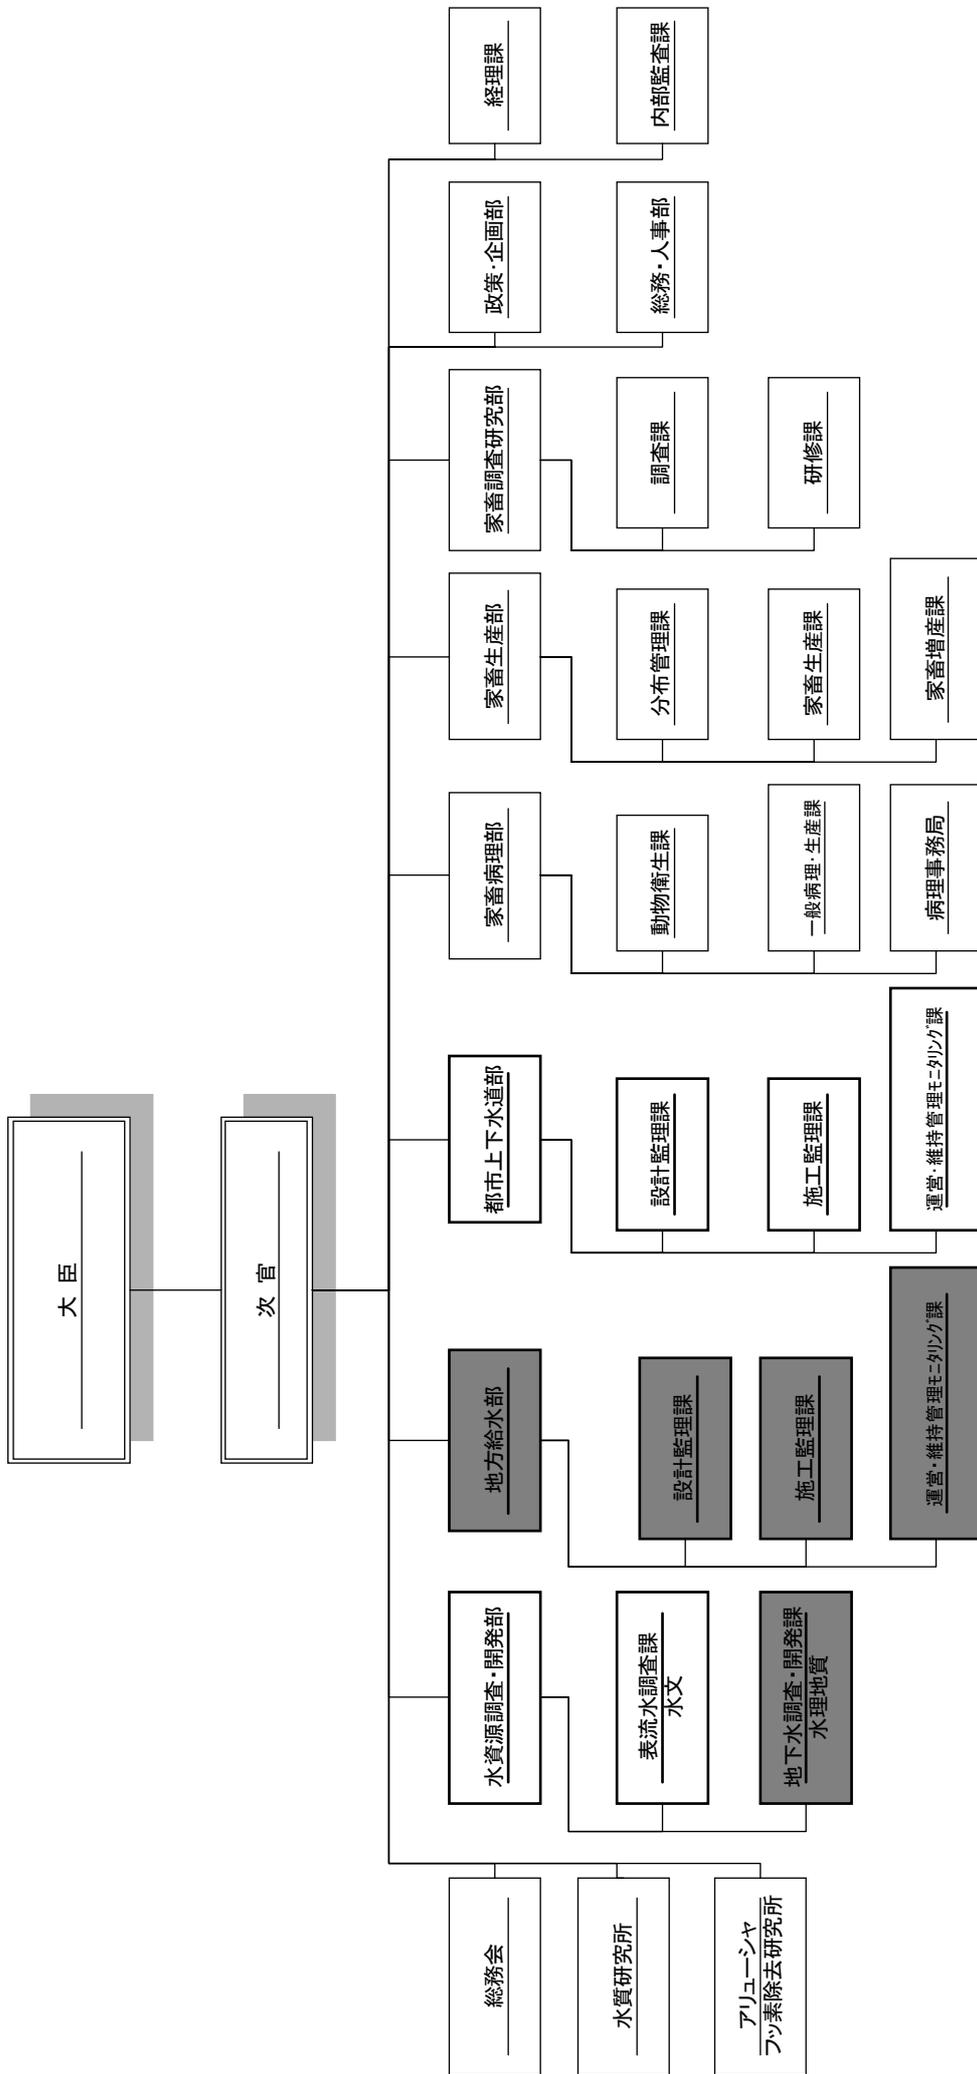 大臣
次官
総務会
水質研究所
アリューシャ
フッ素除去研究所
水資源調査・開発部
表流水調査課
水文
地下水調査・開発課
水理地質
地方給水部
設計監理課
施工監理課
運営・維持管理モニタリング課
都市上下水道部
設計監理課
施工監理課
運営・維持管理モニタリング課
家畜病理部
動物衛生課
一般病理・生産課
病理事務局
家畜生産部
分布管理課
家畜生産課
家畜増産課
家畜調査研究部
調査課
研修課
政策・企画部
総務・人事部
経理課
内部監査課